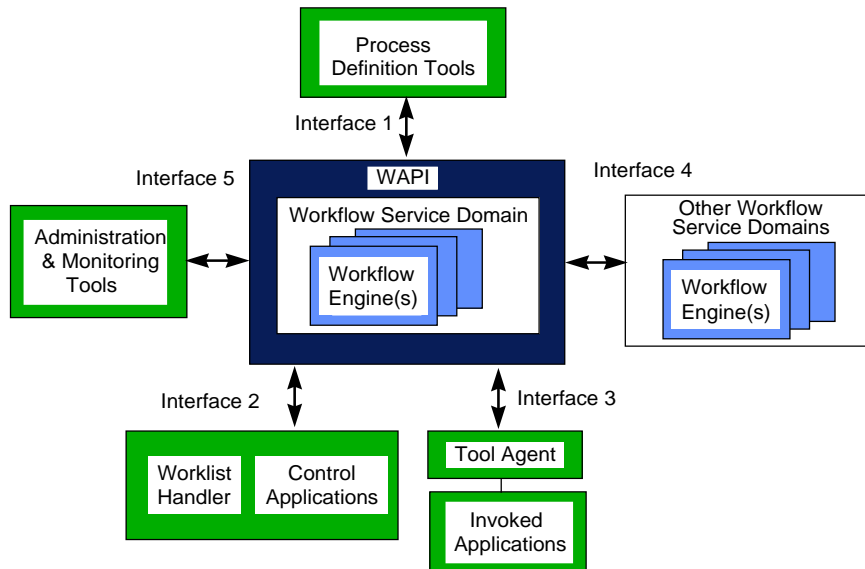 Process
Definition Tools
Interface 1
Interface 5
WAPI
Interface 4
Workflow Service Domain
Workflow
Engine(s)
Other Workflow
Service Domains
Workflow
Engine(s)
Administration
& Monitoring
Tools
Interface 2
Interface 3
Worklist
Handler
Control
Applications
Tool Agent
Invoked
Applications